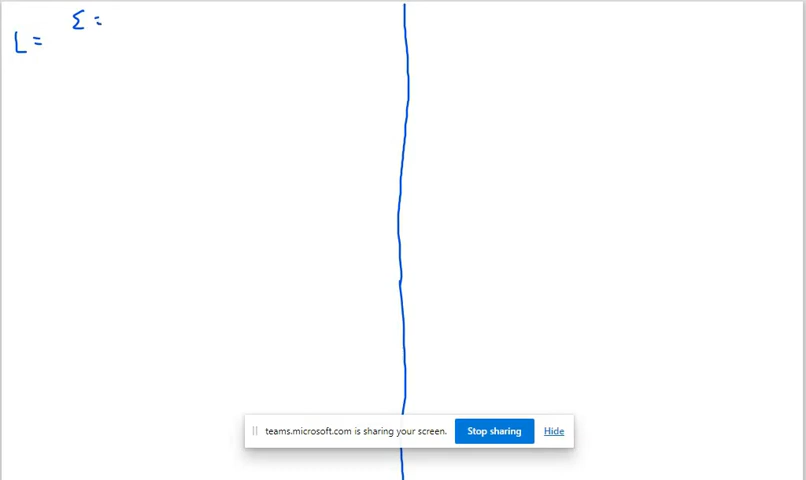 Σ =
L =
teams.microsoft.com is sharing your screen. Stop sharing Hide